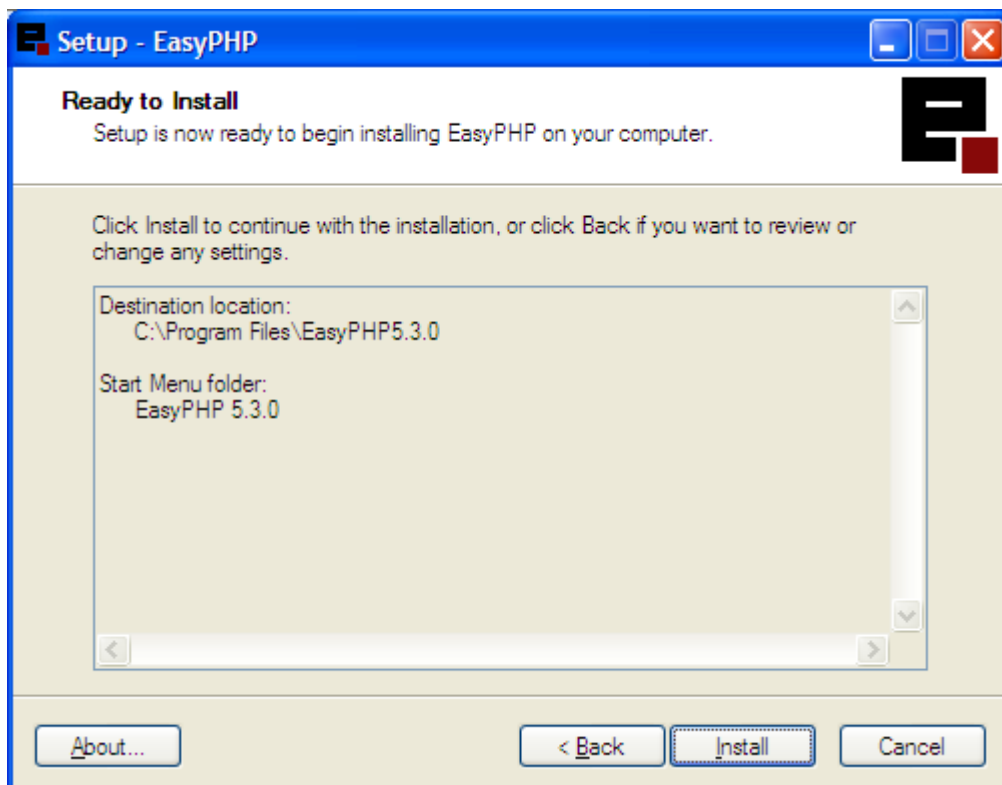 Setup - EasyPHP
Ready to Install
Setup is now ready to begin installing EasyPHP on your computer.
Click Install to continue with the installation, or click Back if you want to review or
change any settings.
Destination location:
C:\Program Files\EasyPHP5.3.0
Start Menu folder:
EasyPHP 5.3.0
About... < Back Install Cancel